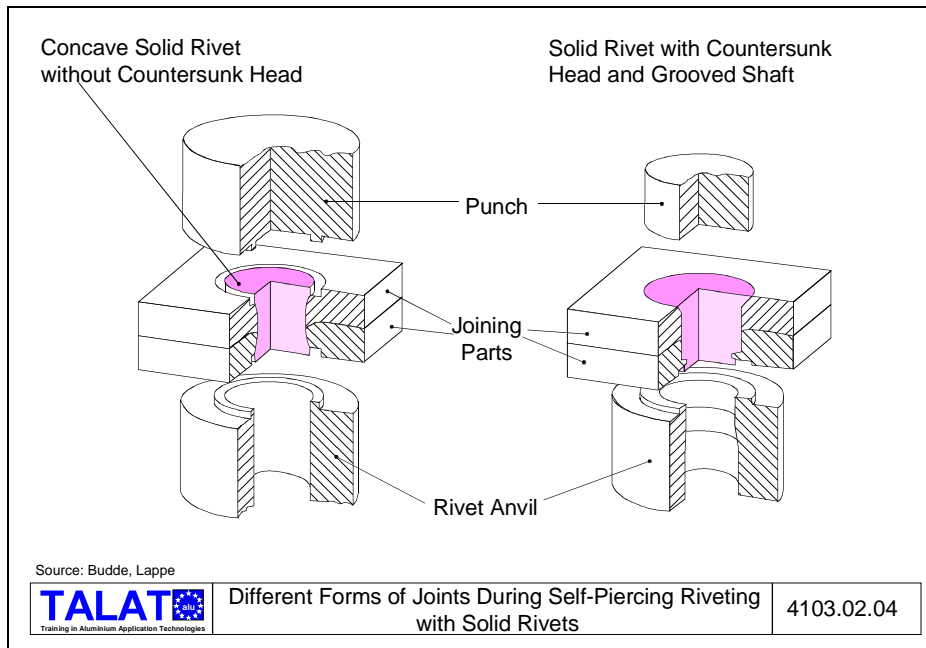 Concave Solid Rivet
without Countersunk Head
Solid Rivet with Countersunk
Head and Grooved Shaft
Punch
Joining
Parts
Rivet Anvil
Source: Budde, Lappe
TALAT
alu
Training in Aluminium Application Technologies
Different Forms of Joints During Self-Piercing Riveting
with Solid Rivets
4103.02.04